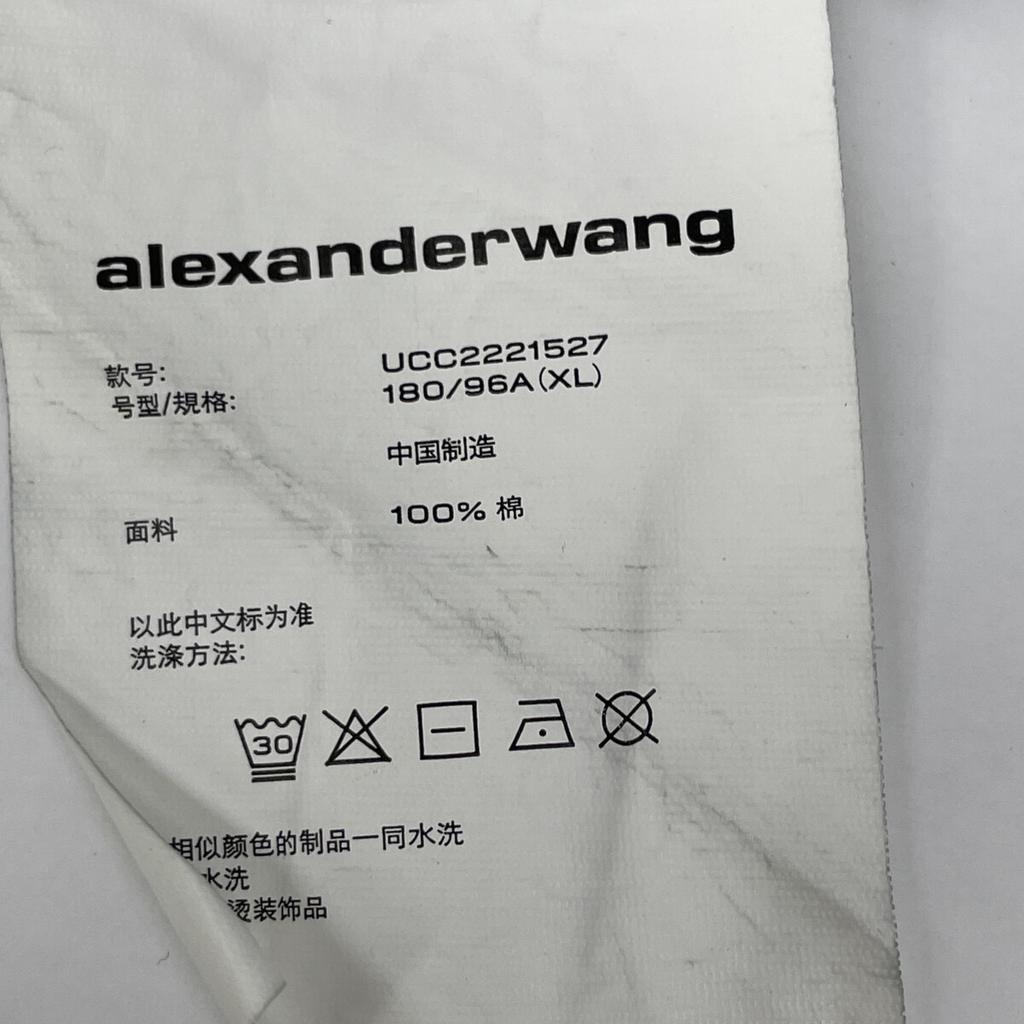 alexanderwang
款号: UCC2221527
号型/规格: 180/96A(XL)
中国制造
面料 100% 棉
以此中文标为准
洗涤方法:
30
相似颜色的制品一同水洗
水洗
烫装饰品